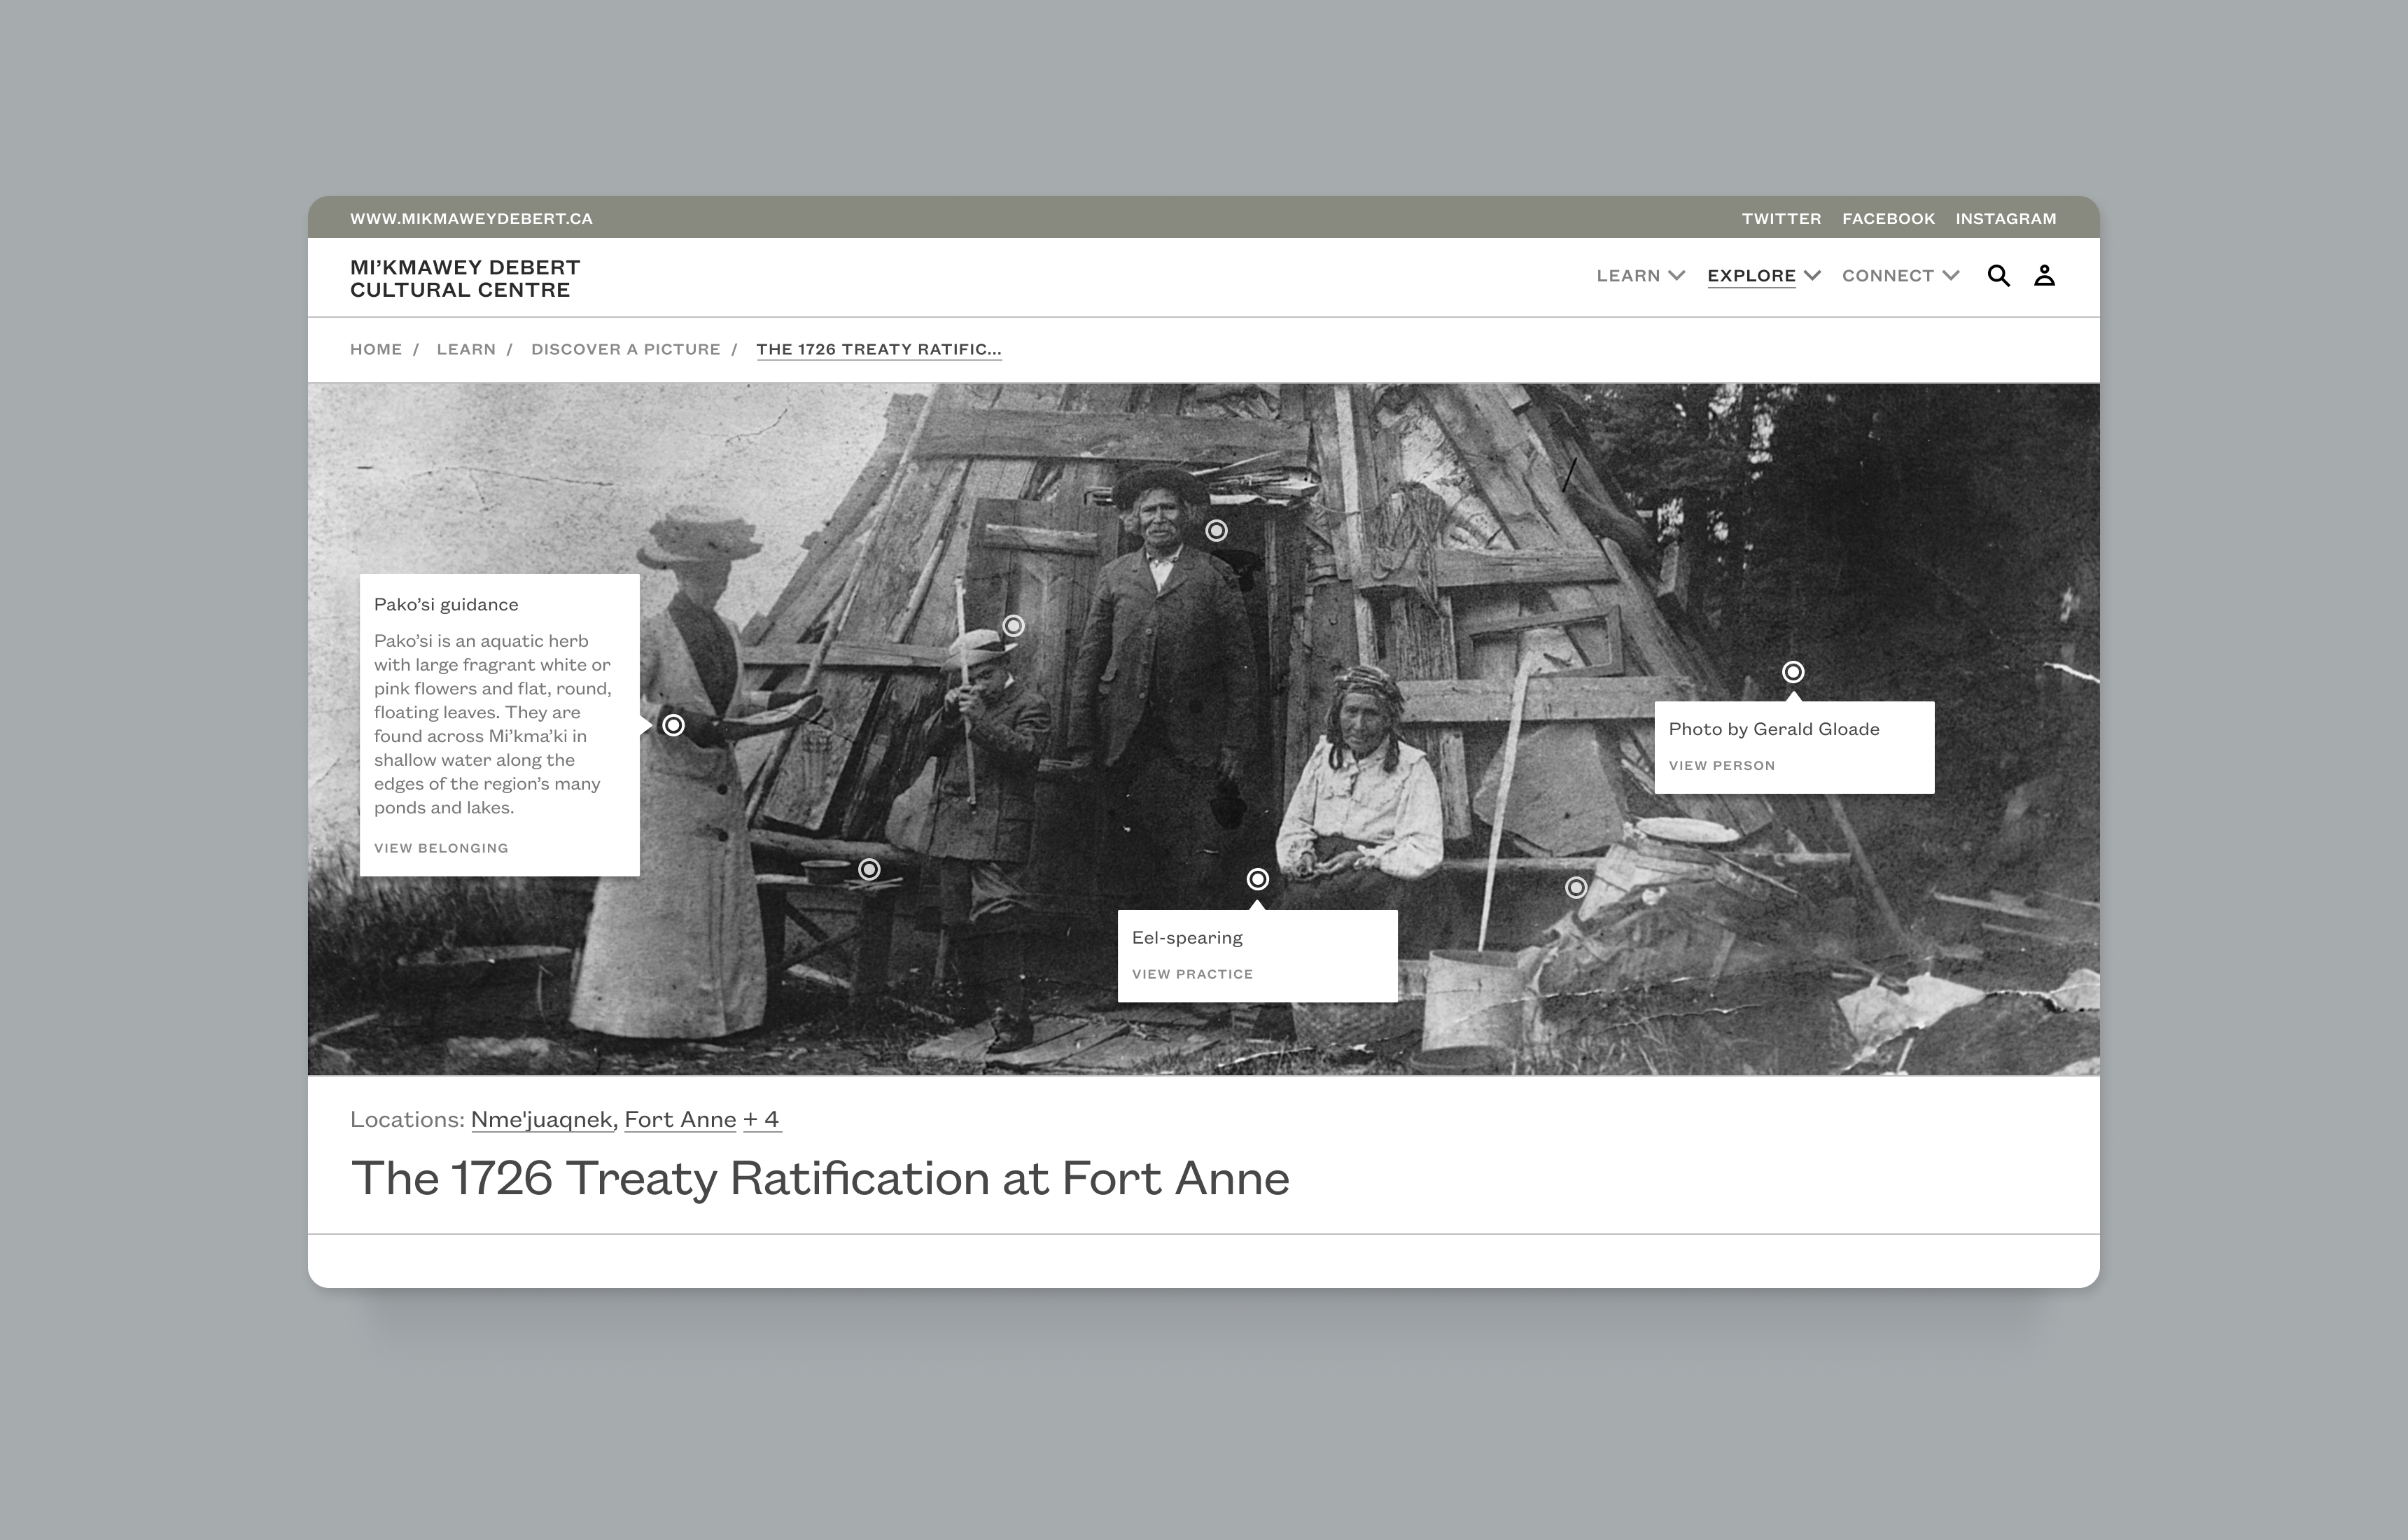 WWW.MIKMAWEYDEBERT.CA
TWITTER FACEBOOK INSTAGRAM
MI’KMAWEY DEBERT
CULTURAL CENTRE
LEARN EXPLORE CONNECT
HOME / LEARN / DISCOVER A PICTURE / THE 1726 TREATY RATIFIC...
Pako’si guidance
Pako’si is an aquatic herb
with large fragrant white or
pink flowers and flat, round,
floating leaves. They are
found across Mi’kma’ki in
shallow water along the
edges of the region’s many
ponds and lakes.
VIEW BELONGING
Photo by Gerald Gloade
VIEW PERSON
Eel-spearing
VIEW PRACTICE
Locations: Nme'juaqnek, Fort Anne + 4
The 1726 Treaty Ratification at Fort Anne